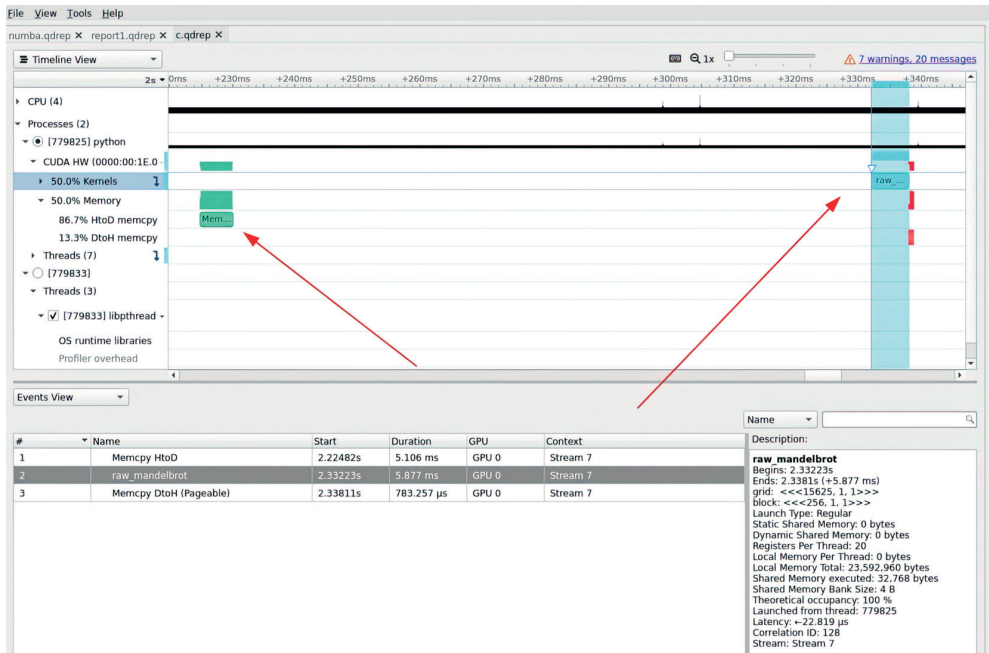 File View Tools Help
numba.qdrep ✕ report1.qdrep ✕ c.qdrep ✕
Timeline View 1x 7 warnings, 20 messages
2s 0ms +230ms +240ms +250ms +260ms +270ms +280ms +290ms +300ms +310ms +320ms +330ms +340ms
CPU (4)
Processes (2)
[779825] python
CUDA HW (0000:00:1E.0 -
50.0% Kernels raw_...
50.0% Memory
86.7% HtoD memcpy Mem...
13.3% DtoH memcpy
Threads (7)
[779833]
Threads (3)
[779833] libpthread
OS runtime libraries
Profiler overhead
Events View
Name
# Name Start Duration GPU Context
1 Memcpy HtoD 2.22482s 5.106 ms GPU 0 Stream 7
2 raw_mandelbrot 2.33223s 5.877 ms GPU 0 Stream 7
3 Memcpy DtoH (Pageable) 2.33811s 783.257 µs GPU 0 Stream 7
Description:
raw_mandelbrot
Begins: 2.33223s
Ends: 2.3381s (+5.877 ms)
grid: <<<15625, 1, 1>>>
block: <<<256, 1, 1>>>
Launch Type: Regular
Static Shared Memory: 0 bytes
Dynamic Shared Memory: 0 bytes
Registers Per Thread: 20
Local Memory Per Thread: 0 bytes
Local Memory Total: 23,592,960 bytes
Shared Memory executed: 32,768 bytes
Shared Memory Bank Size: 4 B
Theoretical occupancy: 100 %
Launched from thread: 779825
Latency: ←22.819 µs
Correlation ID: 128
Stream: Stream 7